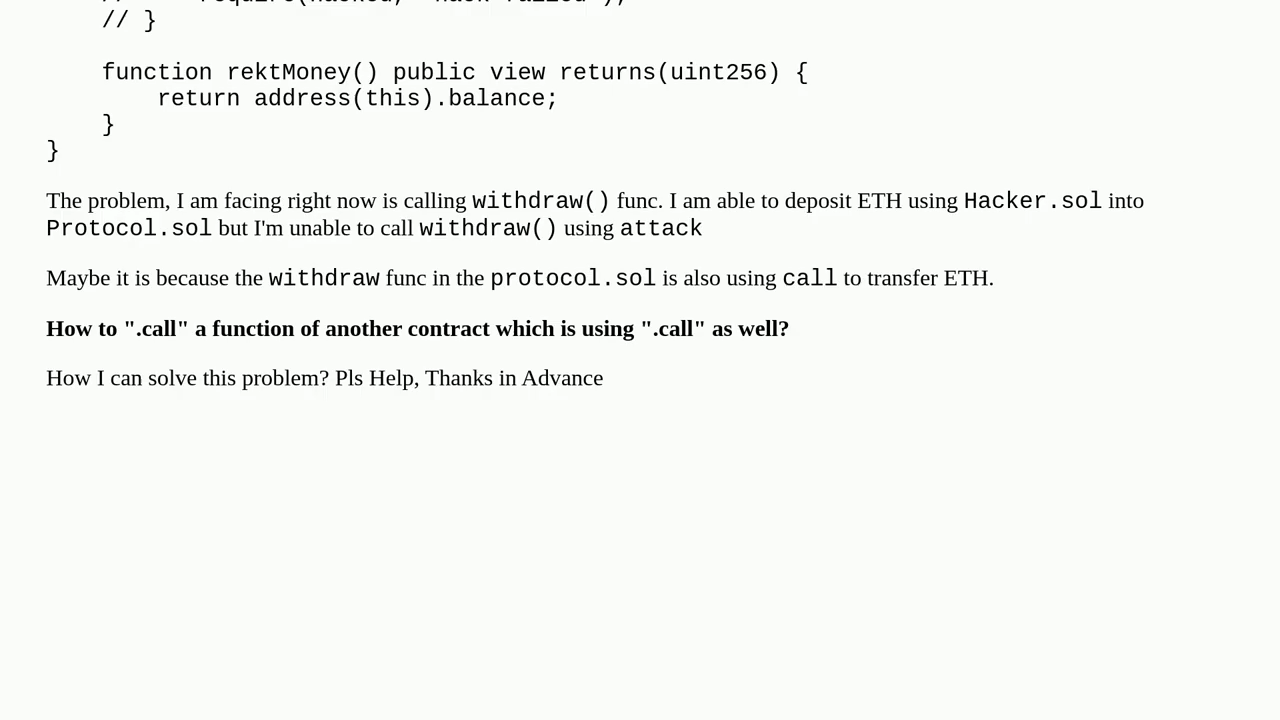 // }
function rektMoney() public view returns(uint256) {
return address(this).balance;
}
}
The problem, I am facing right now is calling withdraw() func. I am able to deposit ETH using Hacker.sol into
Protocol.sol but I'm unable to call withdraw() using attack
Maybe it is because the withdraw func in the protocol.sol is also using call to transfer ETH.
How to ".call" a function of another contract which is using ".call" as well?
How I can solve this problem? Pls Help, Thanks in Advance